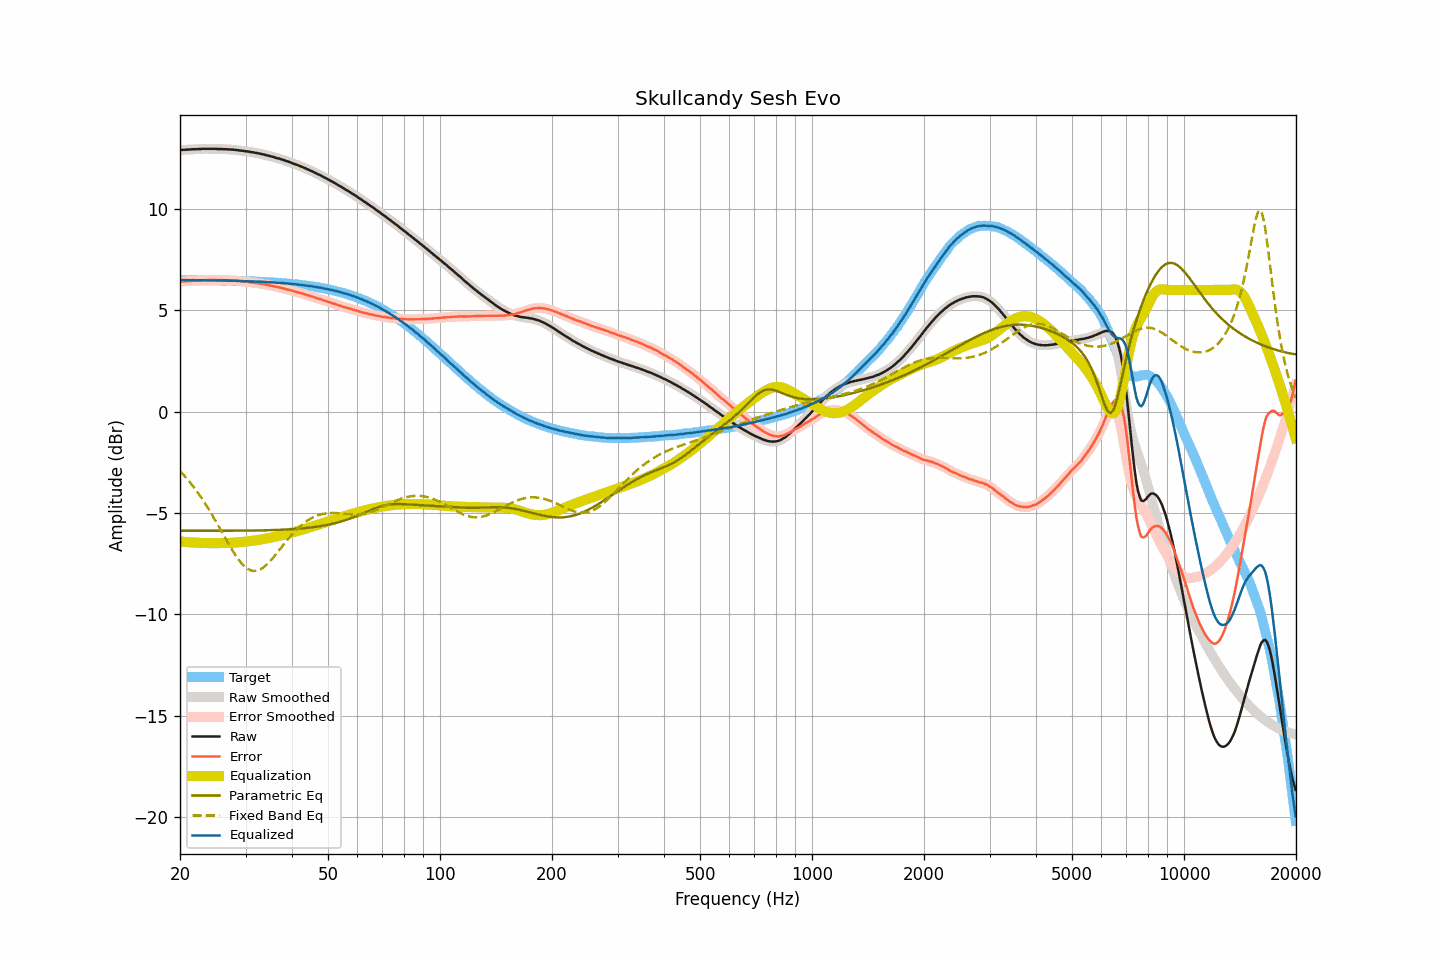 Skullcandy Sesh Evo
Amplitude (dBr)
10
5
0
−5
−10
−15
−20
Target
Raw Smoothed
Error Smoothed
Raw
Error
Equalization
Parametric Eq
Fixed Band Eq
Equalized
20 50 100 200 500 1000 2000 5000 10000 20000
Frequency (Hz)